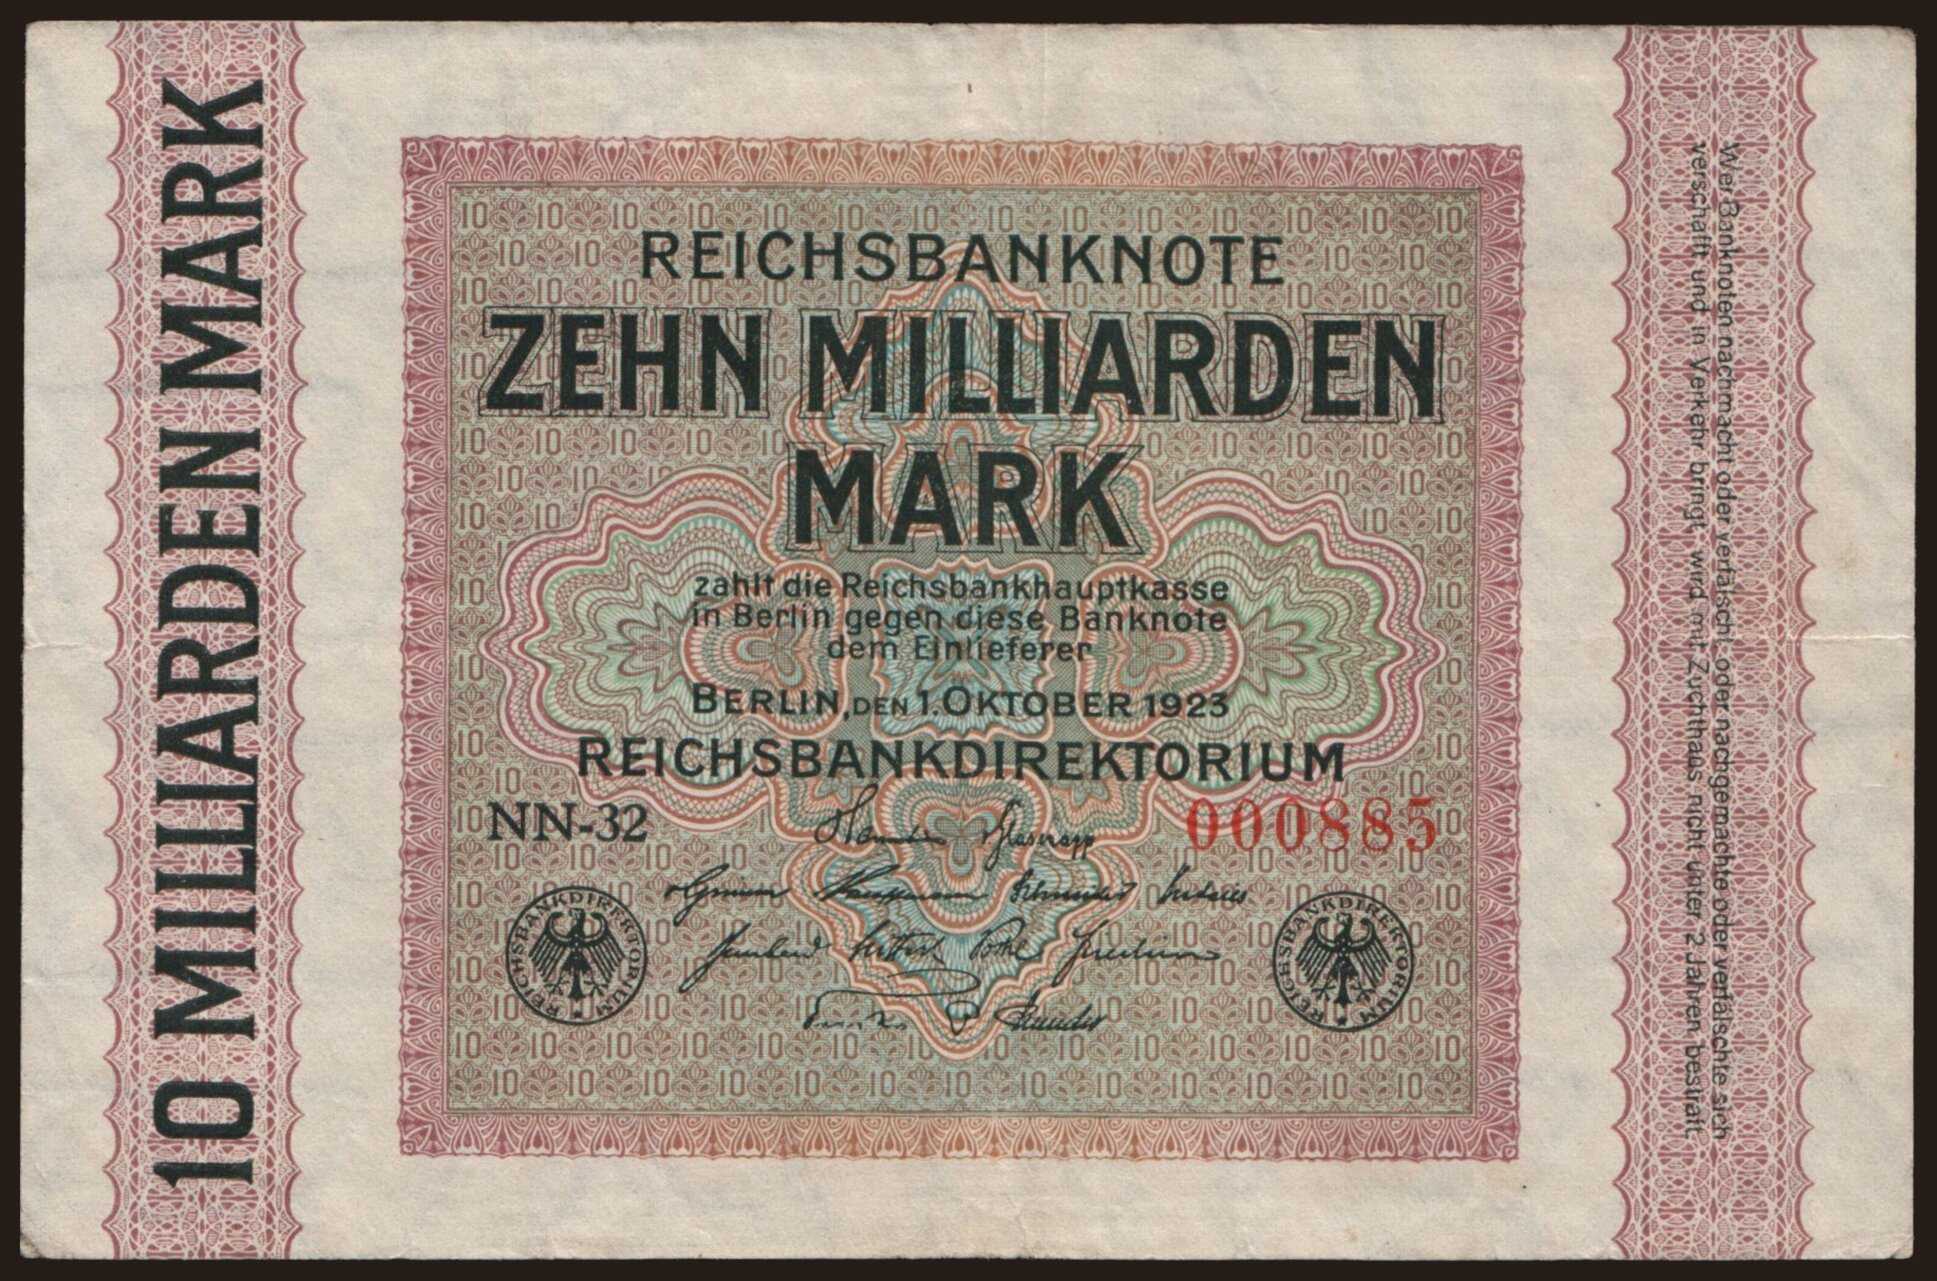 10 MILLIARDEN MARK
REICHSBANKNOTE
ZEHN MILLIARDEN
MARK
zahlt die Reichsbankhauptkasse
in Berlin gegen diese Banknote
dem Einlieferer
BERLIN, DEN 1. OKTOBER 1923
REICHSBANKDIREKTORIUM
NN-32
000885
REICHSBANKDIREKTORIUM
REICHSBANKDIREKTORIUM
Wer Banknoten nachmacht oder verfälscht, oder nachgemachte oder verfälschte sich
verschafft und in Verkehr bringt, wird mit Zuchthaus nicht unter 2 Jahren bestraft.